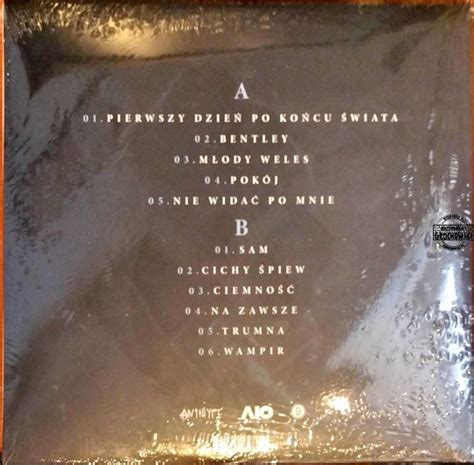 A
01.PIERWSZY DZIEŃ PO KOŃCU ŚWIATA
02.BENTLEY
03.MŁODY WELES
04.POKÓJ
05.NIE WIDAĆ PO MNIE
B
01.SAM
02.CICHY ŚPIEW
03.CIEMNOŚĆ
04.NA ZAWSZE
05.TRUMNA
06.WAMPIR
ANTIHYPE